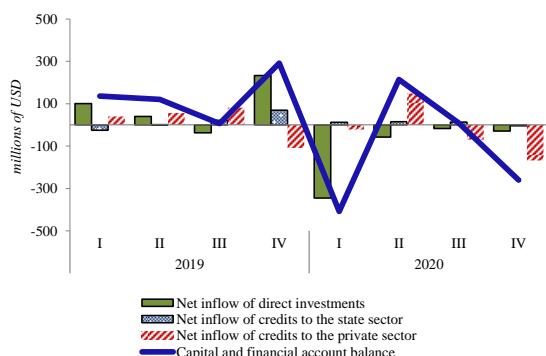 500
300
100
-100
-300
-500
millions of USD
I II III IV I II III IV
2019 2020
Net inflow of direct investments
Net inflow of credits to the state sector
Net inflow of credits to the private sector
Capital and financial account balance